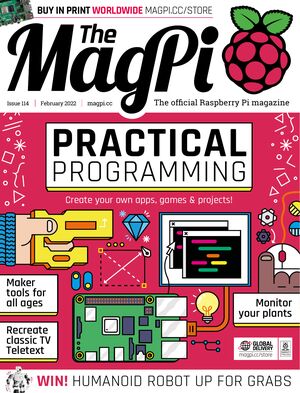 BUY IN PRINT WORLDWIDE MAGPI.CC/STORE
The
MagPi
Issue 114 | February 2022 | magpi.cc
The official Raspberry Pi magazine
PRACTICAL
PROGRAMMING
Create your own apps, games & projects!
Maker
tools for
all ages
Recreate
classic TV
Teletext
Monitor
your plants
GLOBAL
DELIVERY
magpi.cc/store
WIN! HUMANOID ROBOT UP FOR GRABS